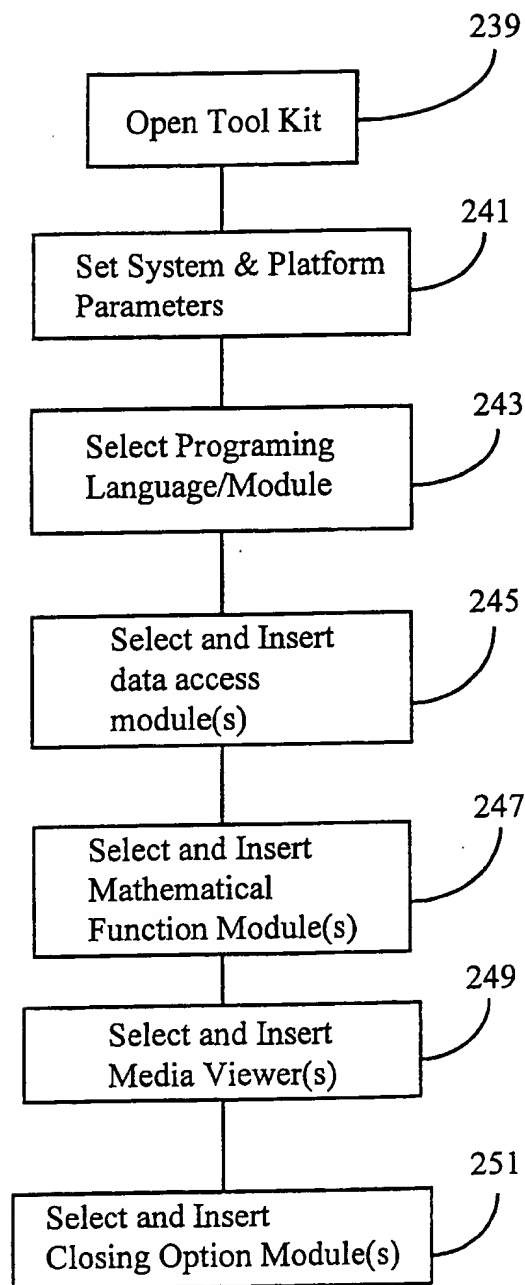 239
Open Tool Kit
241
Set System & Platform
Parameters
243
Select Programing
Language/Module
245
Select and Insert
data access
module(s)
247
Select and Insert
Mathematical
Function Module(s)
249
Select and Insert
Media Viewer(s)
251
Select and Insert
Closing Option Module(s)